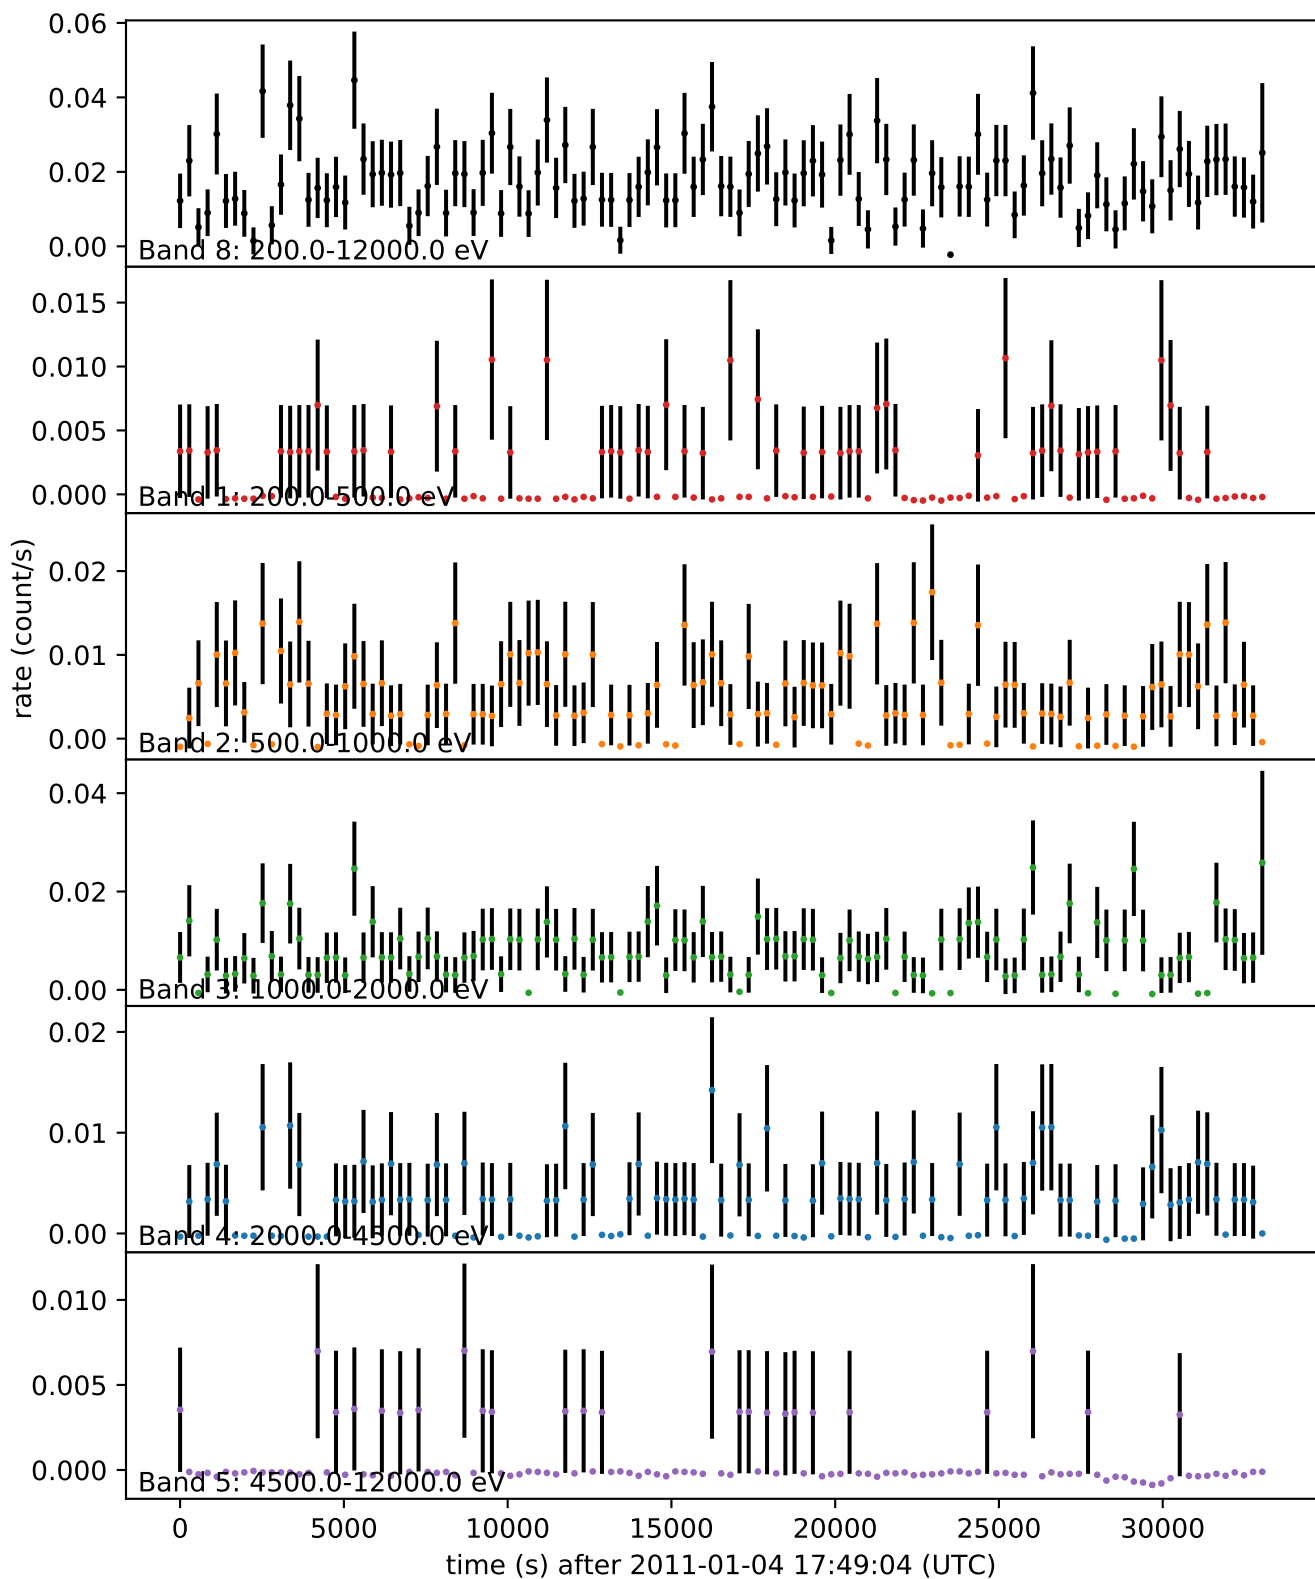 0.06
0.04
0.02
0.00
Band 8: 200.0-12000.0 eV
0.015
0.010
0.005
0.000
Band 1: 200.0-500.0 eV
rate (count/s)
0.02
0.01
0.00
Band 2: 500.0-1000.0 eV
0.04
0.02
0.00
Band 3: 1000.0-2000.0 eV
0.02
0.01
0.00
Band 4: 2000.0-4500.0 eV
0.010
0.005
0.000
Band 5: 4500.0-12000.0 eV
0 5000 10000 15000 20000 25000 30000
time (s) after 2011-01-04 17:49:04 (UTC)